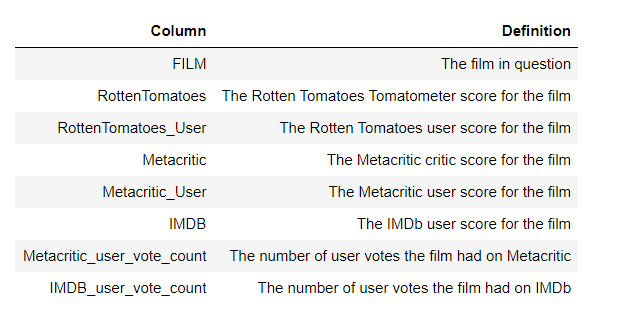 Column Definition
FILM The film in question
RottenTomatoes The Rotten Tomatoes Tomatometer score for the film
RottenTomatoes_User The Rotten Tomatoes user score for the film
Metacritic The Metacritic critic score for the film
Metacritic_User The Metacritic user score for the film
IMDB The IMDb user score for the film
Metacritic_user_vote_count The number of user votes the film had on Metacritic
IMDB_user_vote_count The number of user votes the film had on IMDb